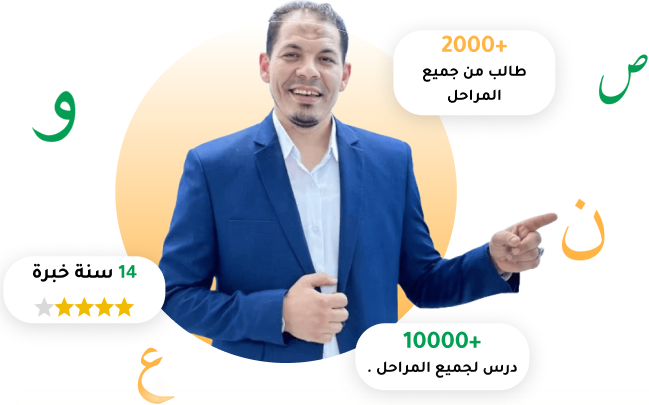 +2000
طالب من جميع
المراحل
ص
و
ن
14 سنة خبرة
+10000
درس لجميع المراحل .
ع